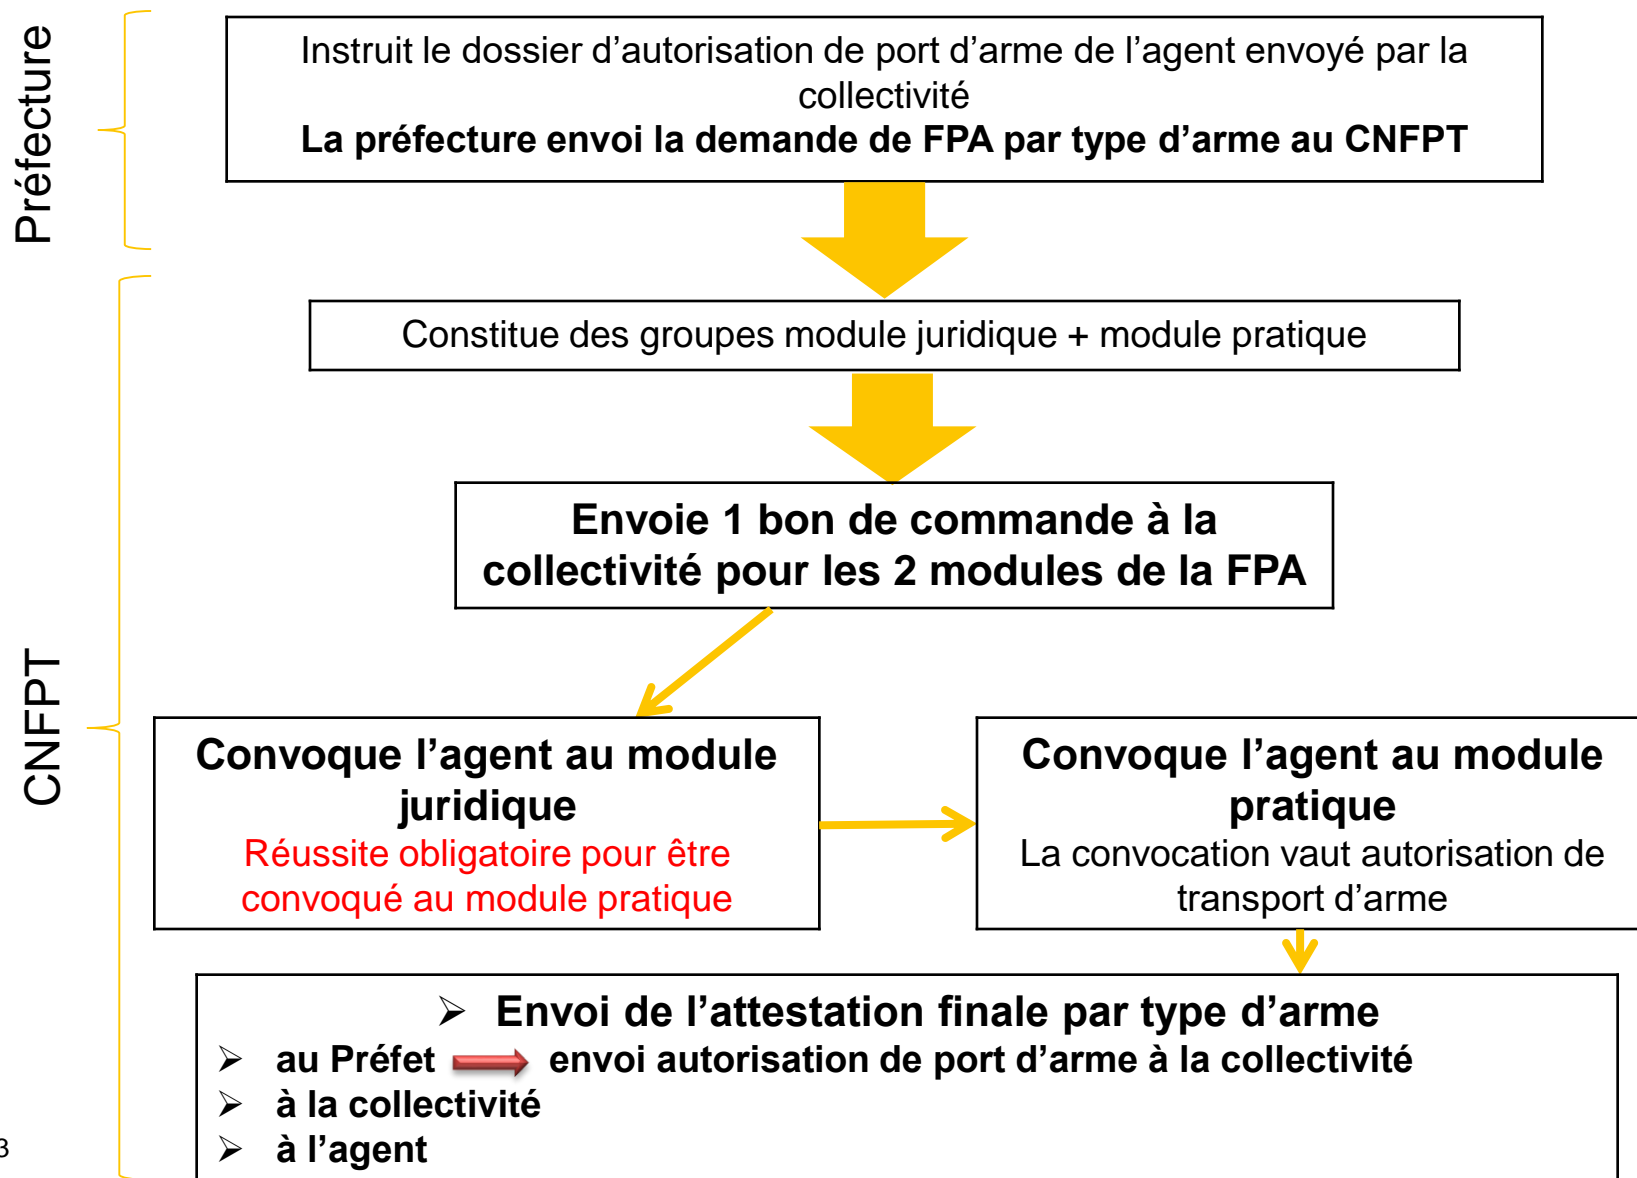 Préfecture
Instruit le dossier d’autorisation de port d’arme de l’agent envoyé par la
collectivité
La préfecture envoi la demande de FPA par type d’arme au CNFPT
CNFPT
Constitue des groupes module juridique + module pratique
Envoie 1 bon de commande à la
collectivité pour les 2 modules de la FPA
Convoque l’agent au module
juridique
Réussite obligatoire pour être
convoqué au module pratique
Convoque l’agent au module
pratique
La convocation vaut autorisation de
transport d’arme
➢ Envoi de l’attestation finale par type d’arme
➢ au Préfet envoi autorisation de port d’arme à la collectivité
➢ à la collectivité
➢ à l’agent
3